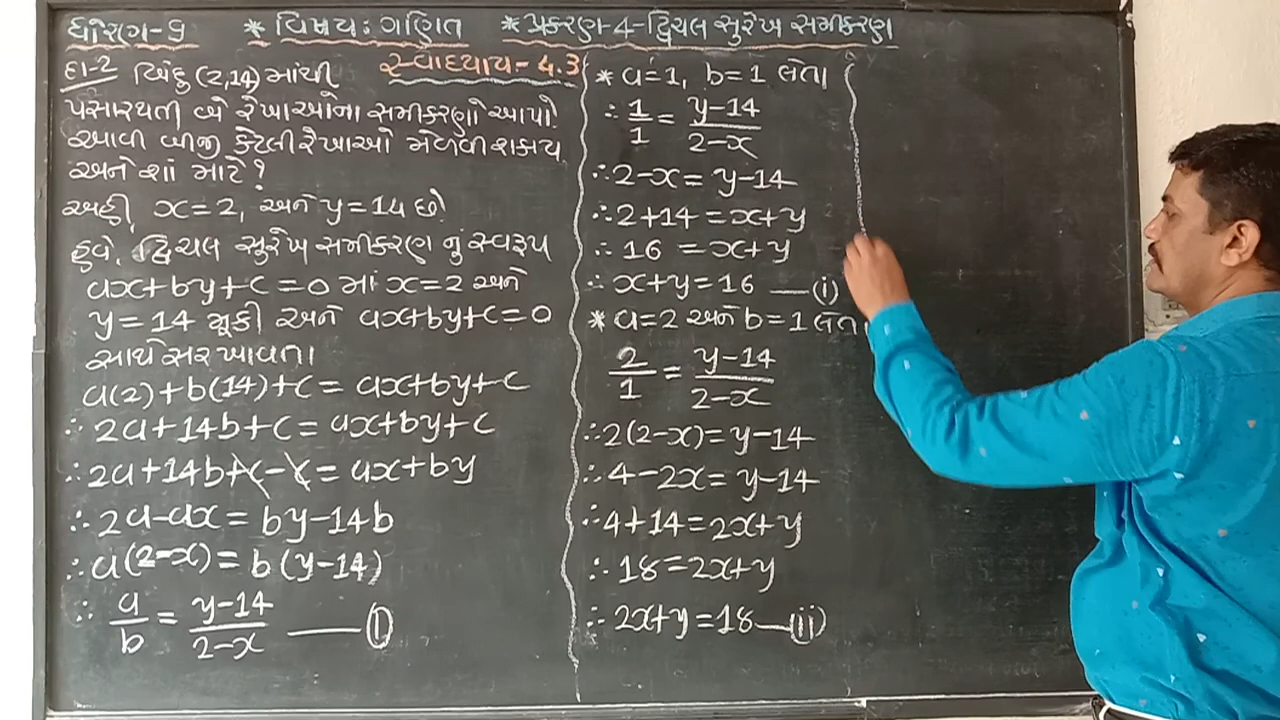 ધોરણ-9 * વિષય: ગણિત * પ્રકરણ-4-દ્વિચલ સુરેખ સમીકરણ
સ્વાધ્યાય-4.3
દા-2 બિંદુ (2,14) માંથી
પસાર થતી બે રેખાઓના સમીકરણો આપો.
આવી બીજી કેટલી રેખાઓ મેળવી શકાય
અને શાં માટે?
અહીં x=2, અને y=14 છે.
હવે, દ્વિચલ સુરેખ સમીકરણ નું સ્વરૂપ
ax+by+c=0 માં x=2 અને
y=14 મૂકી અને ax+by+c=0
સાથે સરખાવતા
a(2)+b(14)+c= ax+by+c
∴ 2a+14b+c= ax+by+c
∴ 2a+14b+c-c= ax+by
∴ 2a-ax= by-14b
∴ a(2-x)= b(y-14)
∴ a/b = y-14/2-x —(1)
* a=1, b=1 લેતા
∴ 1/1 = y-14/2-x
∴ 2-x= y-14
∴ 2+14=x+y
∴ 16 =x+y
∴ x+y=16 —(i)
* a=2 અને b=1 લેતા
2/1 = y-14/2-x
∴ 2(2-x)=y-14
∴ 4-2x=y-14
∴ 4+14=2x+y
∴ 18=2x+y
∴ 2x+y=18—(ii)